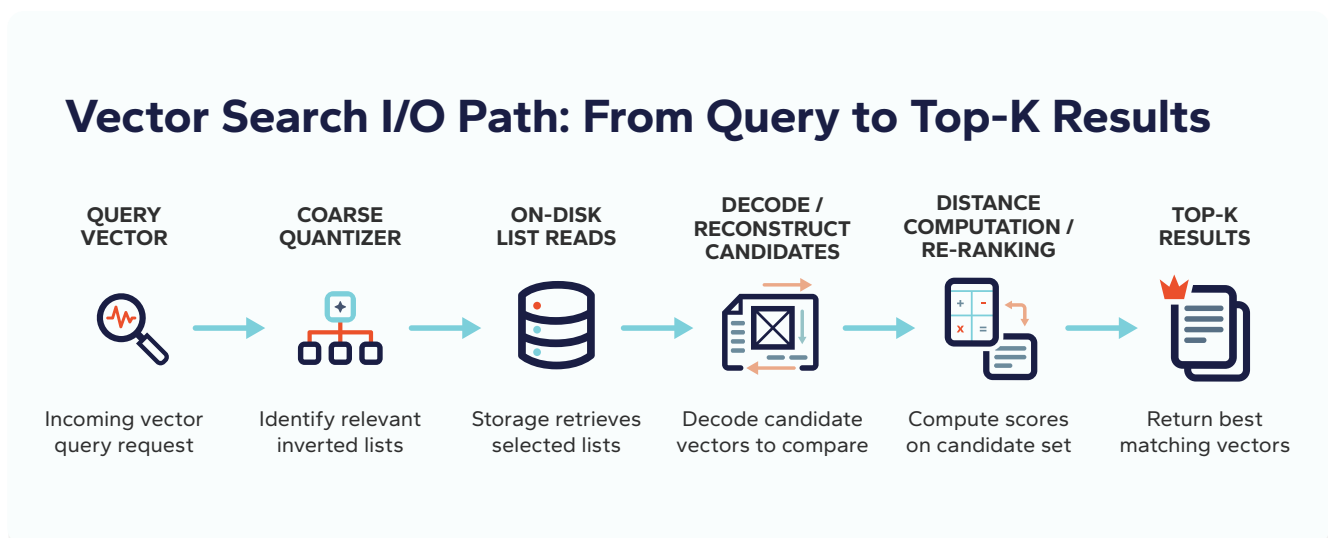 Vector Search I/O Path: From Query to Top-K Results
QUERY
VECTOR
Incoming vector
query request
COARSE
QUANTIZER
Identify relevant
inverted lists
ON-DISK
LIST READS
Storage retrieves
selected lists
DECODE /
RECONSTRUCT
CANDIDATES
Decode candidate
vectors to compare
DISTANCE
COMPUTATION /
RE-RANKING
+ -
x =
Compute scores
on candidate set
TOP-K
RESULTS
Return best
matching vectors